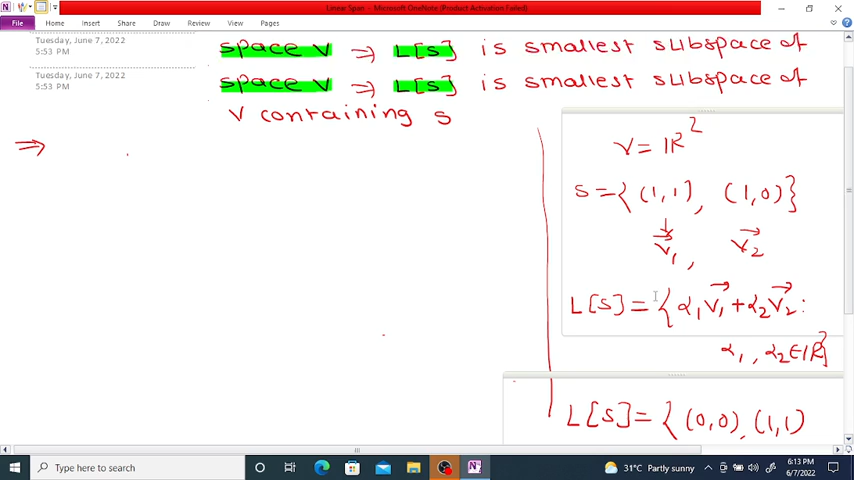 Linear Span - Microsoft OneNote (Product Activation Failed)
File Home Insert Share Draw Review View Pages
Tuesday, June 7, 2022
5:53 PM
space V ⇒ L[S] is smallest subspace of
Tuesday, June 7, 2022
5:53 PM
space V ⇒ L[S] is smallest subspace of
V containing S
⇒
V = IR²
S = { (1,1), (1,0) }
↓
v₁→, v₂→
L[S] = { α₁v₁→ + α₂v₂→ :
α₁, α₂ ∈ IR }
L[S] = { (0,0), (1,1)
Type here to search
31°C Partly sunny
6:13 PM
6/7/2022